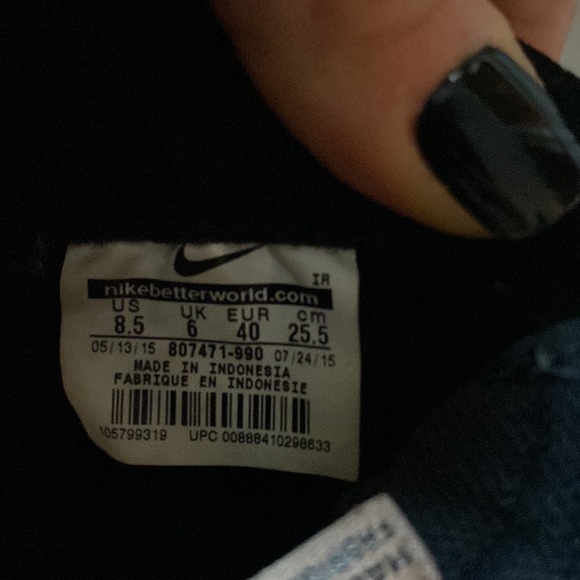 IR
nikebetterworld.com
US UK EUR cm
8.5 6 40 25.5
05/13/15 807471-990 07/24/15
MADE IN INDONESIA
FABRIQUE EN INDONESIE
105799319 UPC 00888410298633